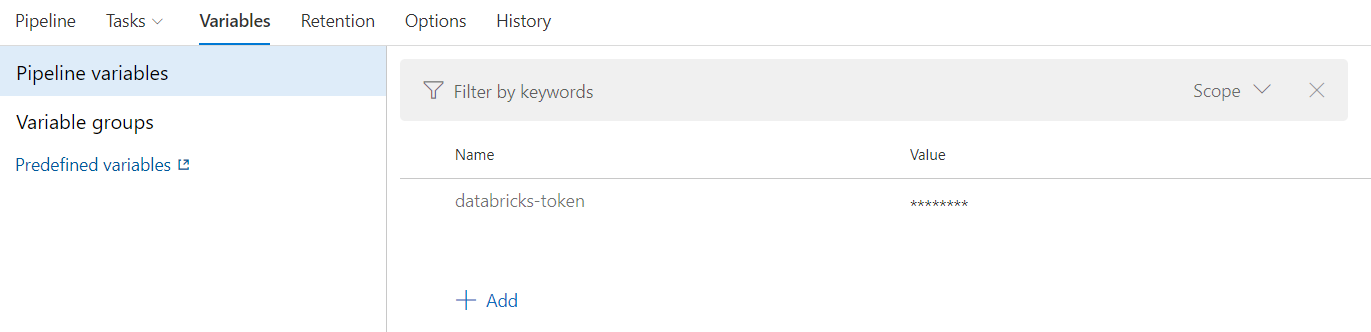 Pipeline Tasks Variables Retention Options History
Pipeline variables
Filter by keywords Scope
Variable groups
Predefined variables
Name Value
databricks-token ********
Add